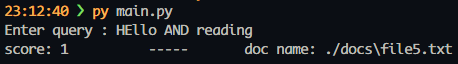 23:12:40 ❯ py main.py
Enter query : HEllo AND reading
score: 1          -----       doc name: ./docs\file5.txt